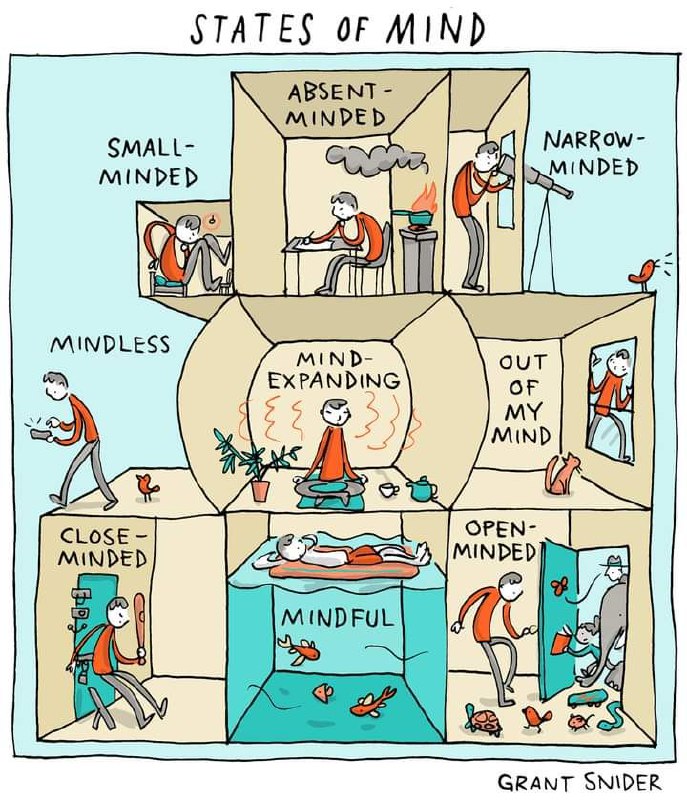 STATES OF MIND
SMALL-
MINDED
ABSENT-
MINDED
NARROW-
MINDED
MINDLESS
MIND-
EXPANDING
OUT
OF
MY
MIND
CLOSE-
MINDED
MINDFUL
OPEN-
MINDED
GRANT SNIDER